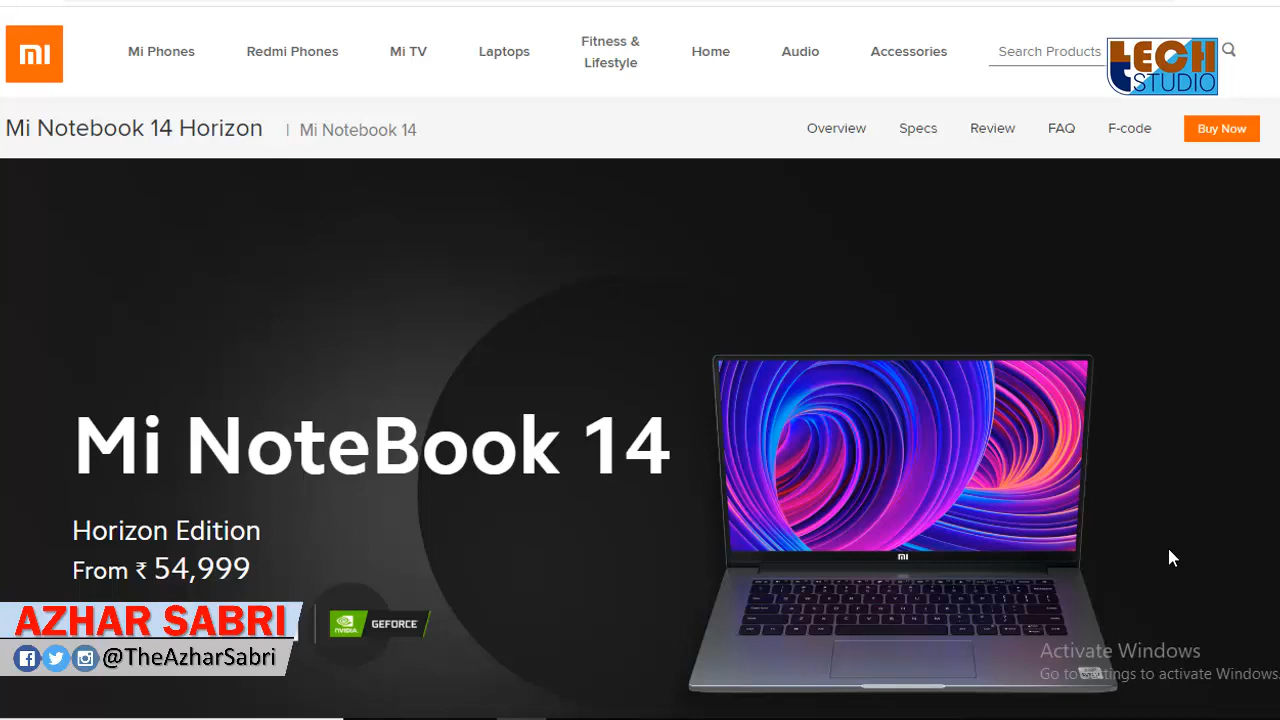 mi
Mi Phones
Redmi Phones
Mi TV
Laptops
Fitness &
Lifestyle
Home
Audio
Accessories
Search Products
TECH
STUDIO
Mi Notebook 14 Horizon | Mi Notebook 14
Overview
Specs
Review
FAQ
F-code
Buy Now
Mi NoteBook 14
Horizon Edition
From ₹ 54,999
NVIDIA GEFORCE
mi
AZHAR SABRI
@TheAzharSabri
Activate Windows
Go to Settings to activate Windows.